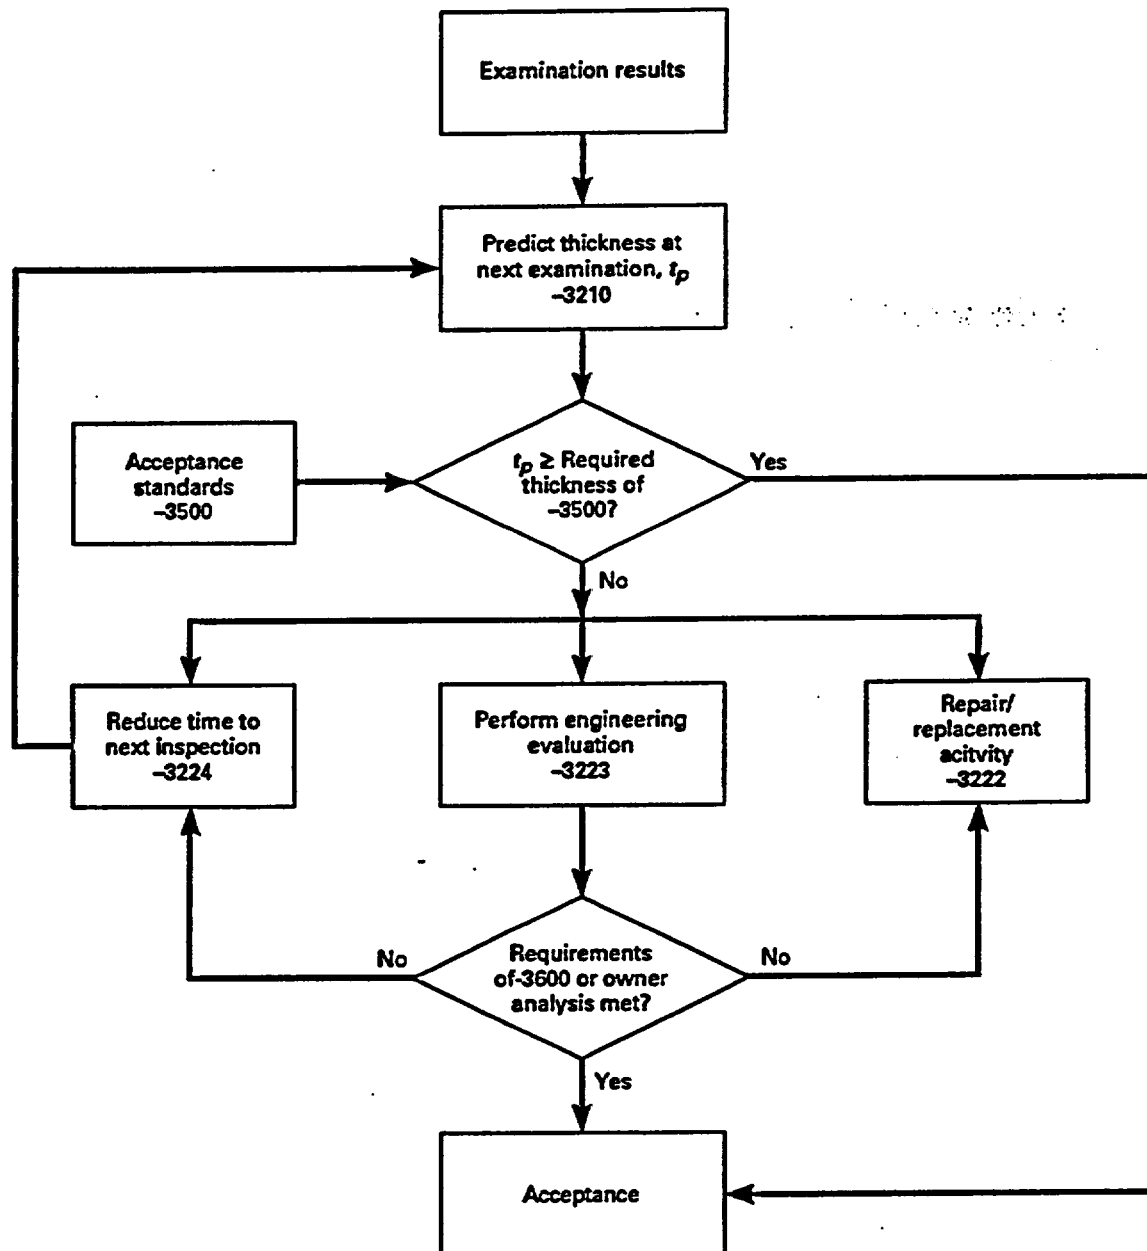 Examination results
Predict thickness at
next examination, tp
–3210
Acceptance
standards
–3500
tp ≥ Required
thickness of
–3500?
Yes
No
Reduce time to
next inspection
–3224
Perform engineering
evaluation
–3223
Repair/
replacement
acitvity
–3222
No
Requirements
of-3600 or owner
analysis met?
No
Yes
Acceptance